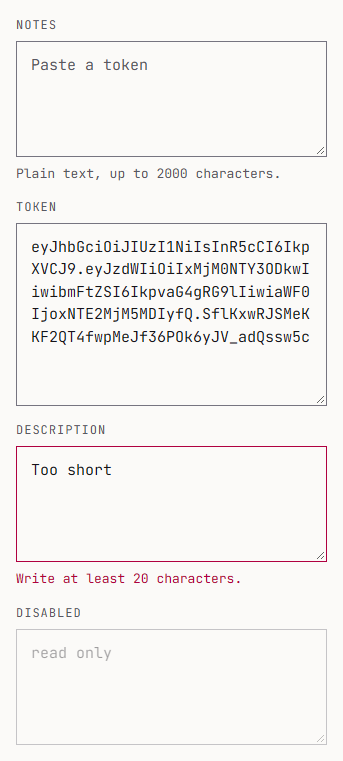 NOTES
Paste a token
Plain text, up to 2000 characters.
TOKEN
eyJhbGciOiJIUzI1NiIsInR5cCI6Ikp
XVCJ9.eyJzdWIiOiIxMjM0NTY3ODkwI
iwibmFtZSI6IkpvaG4gRG9lIiwiaWF0
IjoxNTE2MjM5MDIyfQ.SflKxwRJSMeK
KF2QT4fwpMeJf36POk6yJV_adQssw5c
DESCRIPTION
Too short
Write at least 20 characters.
DISABLED
read only